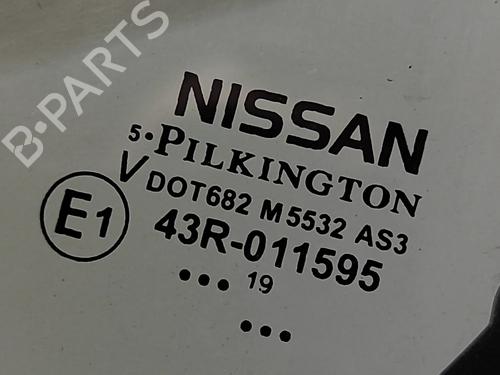 B-PARTS
NISSAN
5•PILKINGTON
V DOT682 M5532 AS3
E1 43R-011595
••• 19
•••